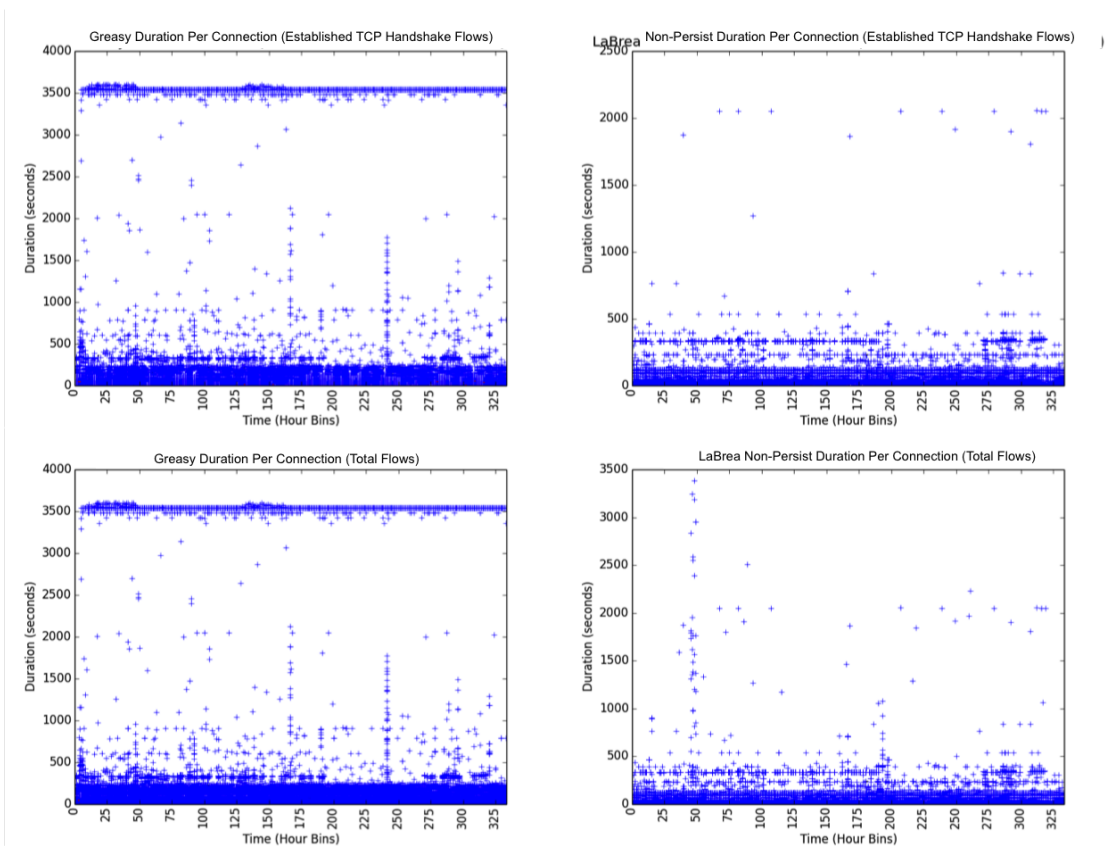 Greasy Duration Per Connection (Established TCP Handshake Flows)
4000
3500
3000
2500
2000
1500
1000
500
0
Duration (seconds)
0 25 50 75 100 125 150 175 200 225 250 275 300 325
Time (Hour Bins)
LaBrea Non-Persist Duration Per Connection (Established TCP Handshake Flows) )
2500
2000
1500
1000
500
0
Duration (seconds)
0 25 50 75 100 125 150 175 200 225 250 275 300 325
Time (Hour Bins)
Greasy Duration Per Connection (Total Flows)
4000
3500
3000
2500
2000
1500
1000
500
0
Duration (seconds)
0 25 50 75 100 125 150 175 200 225 250 275 300 325
Time (Hour Bins)
LaBrea Non-Persist Duration Per Connection (Total Flows)
3500
3000
2500
2000
1500
1000
500
0
Duration (seconds)
0 25 50 75 100 125 150 175 200 225 250 275 300 325
Time (Hour Bins)